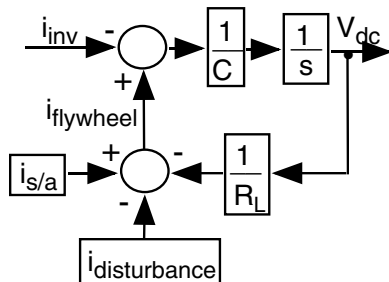 i_inv
-
+
1
C
1
s
V_dc
i_flywheel
i_s/a
+
-
-
1
R_L
i_disturbance